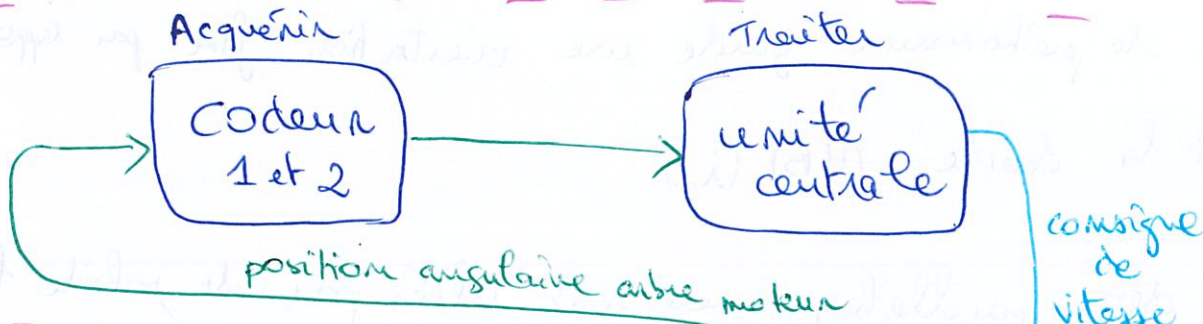 Acquérir
Traiter
Codeur
1 et 2
unité
centrale
consigne
de
vitesse
position angulaire arbre moteur